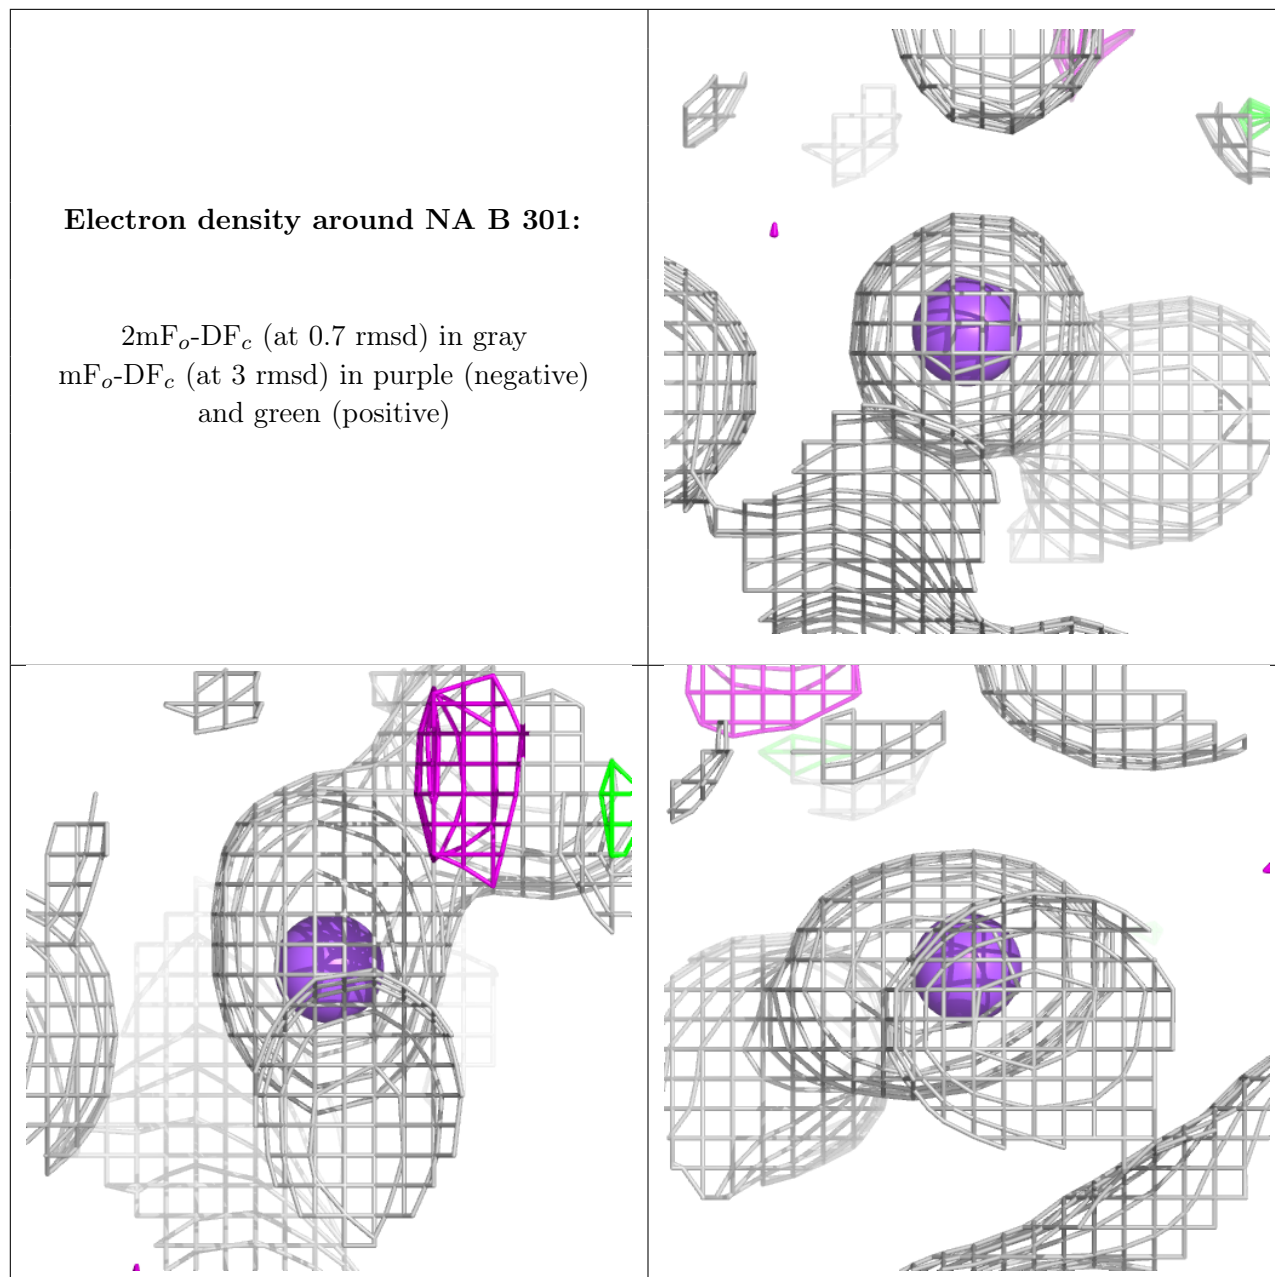 Electron density around NA B 301:
2mFo-DFc (at 0.7 rmsd) in gray
mFo-DFc (at 3 rmsd) in purple (negative)
and green (positive)